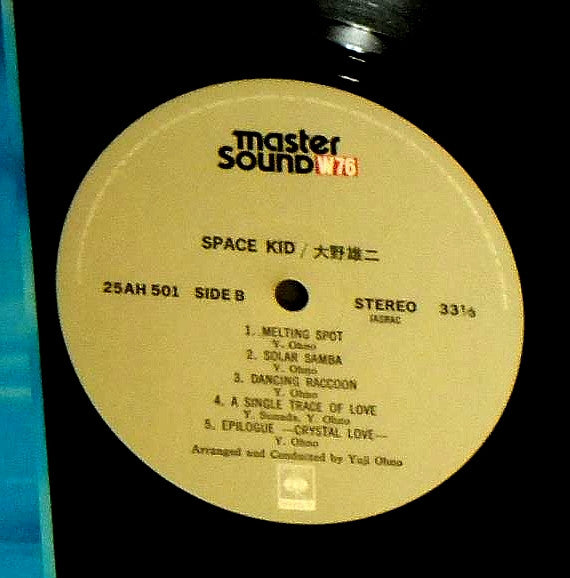 master
Sound W76
SPACE KID / 大野雄二
25AH 501 SIDE B
STEREO 33⅓
JASRAC
1. MELTING SPOT
Y. Ohno
2. SOLAR SAMBA
Y. Ohno
3. DANCING RACCOON
Y. Ohno
4. A SINGLE TRACE OF LOVE
Y. Ohno
5. EPILOGUE —CRYSTAL LOVE—
Y. Ohno
Arranged and Conducted by Yuji Ohno